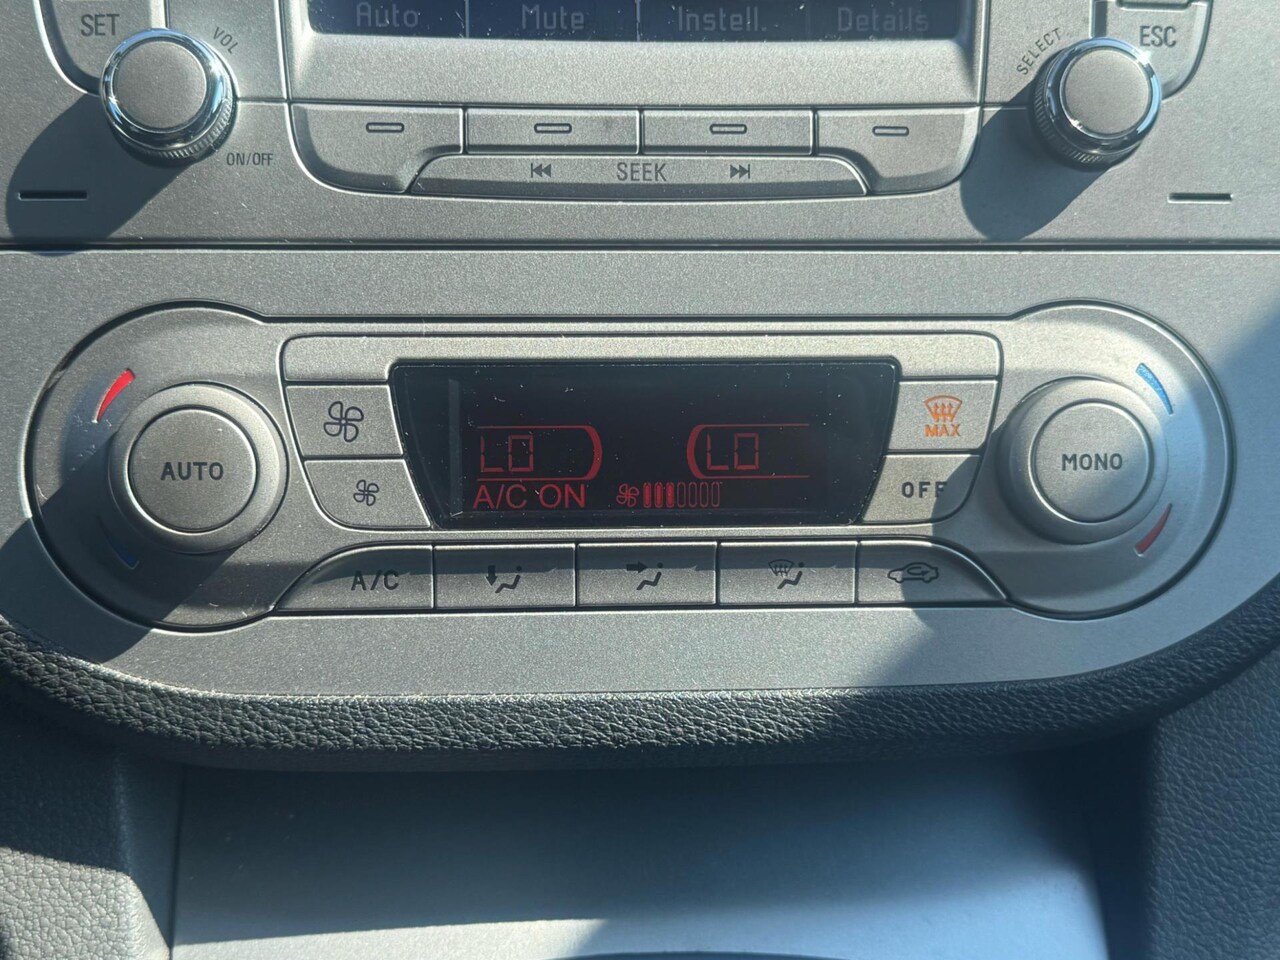 SET
VOL
ON/OFF
Auto Mute Instell. Details
SELECT
ESC
SEEK
AUTO
LO LO
A/C ON
MAX
OFF
MONO
A/C